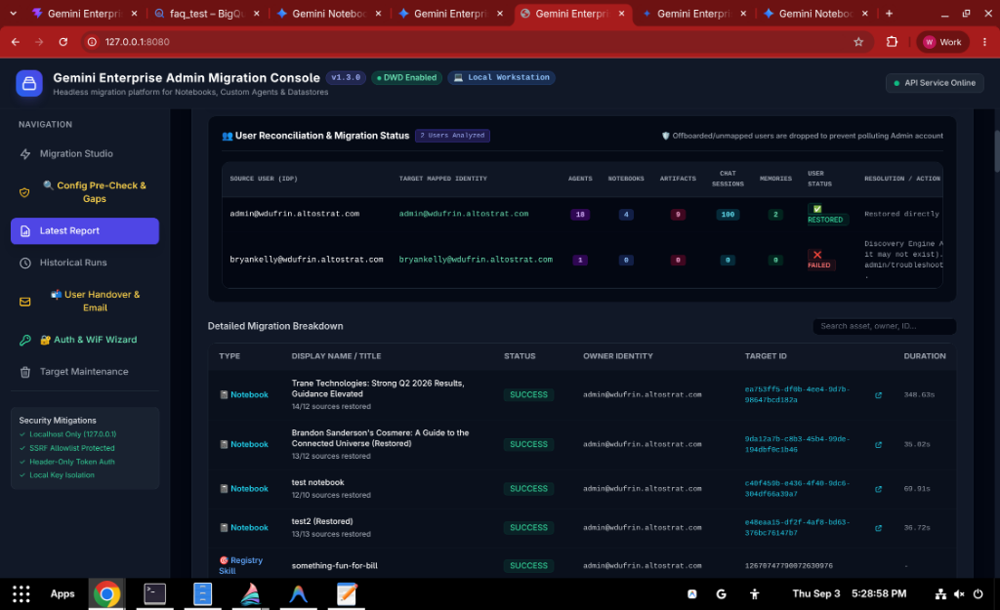 Gemini Enterpri
faq_test – BigQ
Gemini Notebo
Gemini Enterpri
Gemini Enterpri
Gemini Enterpri
Gemini Notebo
127.0.0.1:8080
W Work
Gemini Enterprise Admin Migration Console
v1.3.0
DWD Enabled
Local Workstation
Headless migration platform for Notebooks, Custom Agents & Datastores
API Service Online
NAVIGATION
Migration Studio
Config Pre-Check &
Gaps
Latest Report
Historical Runs
User Handover &
Email
Auth & WiF Wizard
Target Maintenance
Security Mitigations
✓ Localhost Only (127.0.0.1)
✓ SSRF Allowlist Protected
✓ Header-Only Token Auth
✓ Local Key Isolation
User Reconciliation & Migration Status
2 Users Analyzed
Offboarded/unmapped users are dropped to prevent polluting Admin account
SOURCE USER (IDP) TARGET MAPPED IDENTITY AGENTS NOTEBOOKS ARTIFACTS CHAT SESSIONS MEMORIES USER STATUS RESOLUTION / ACTION
admin@wdufrin.altostrat.com admin@wdufrin.altostrat.com 18 4 9 100 2 RESTORED Restored directly
bryankelly@wdufrin.altostrat.com bryankelly@wdufrin.altostrat.com 1 0 0 0 0 FAILED
Discovery Engine A
it may not exist).
admin/troubleshoot
.
Detailed Migration Breakdown
Search asset, owner, ID...
TYPE DISPLAY NAME / TITLE STATUS OWNER IDENTITY TARGET ID DURATION
Notebook
Trane Technologies: Strong Q2 2026 Results,
Guidance Elevated
14/12 sources restored
SUCCESS
admin@wdufrin.altostrat.com
ea753ff5-df0b-4ee4-9d7b-
98647bcd182a
348.63s
Notebook
Brandon Sanderson's Cosmere: A Guide to the
Connected Universe (Restored)
13/12 sources restored
SUCCESS
admin@wdufrin.altostrat.com
9da12a7b-c8b3-45b4-99de-
194dbf0c1b46
35.02s
Notebook
test notebook
12/10 sources restored
SUCCESS
admin@wdufrin.altostrat.com
c40f459b-e436-4f40-9dc6-
304df66a39a7
69.91s
Notebook
test2 (Restored)
13/13 sources restored
SUCCESS
admin@wdufrin.altostrat.com
e48eaa15-df2f-4af8-bd63-
376bc76147b7
36.72s
Registry
Skill
something-fun-for-bill
SUCCESS
admin@wdufrin.altostrat.com
12670747790072630976
-
Apps
Thu Sep 3 5:28:58 PM